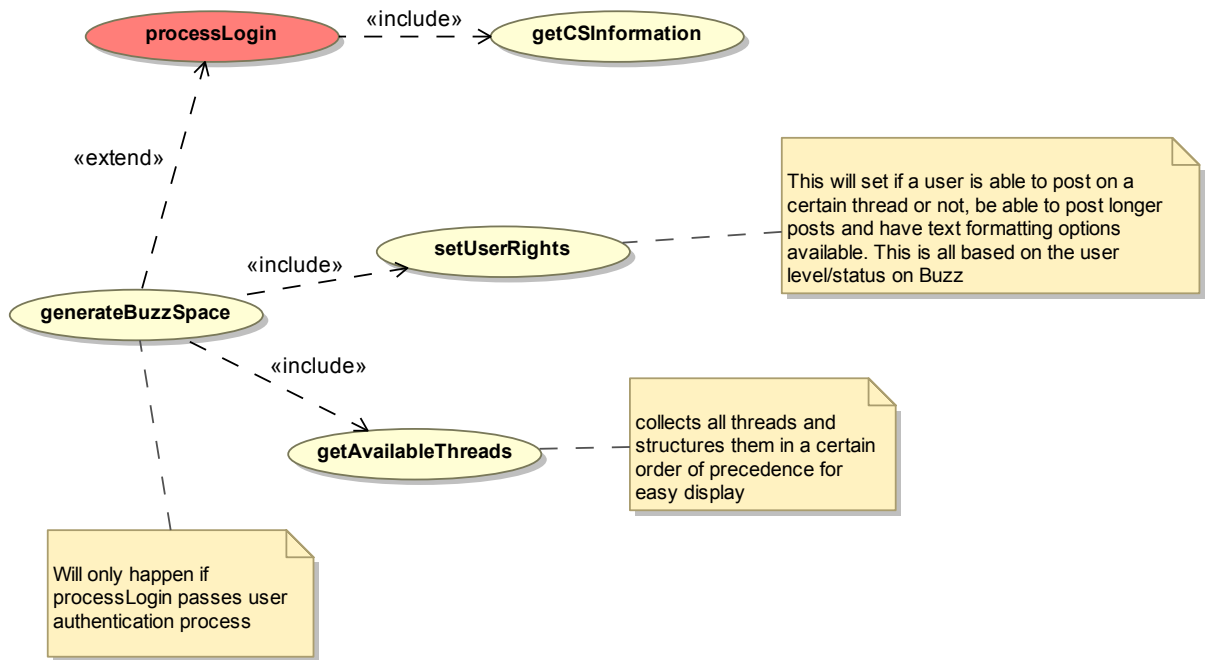 processLogin
«include»
getCSInformation
«extend»
This will set if a user is able to post on a
certain thread or not, be able to post longer
posts and have text formatting options
available. This is all based on the user
level/status on Buzz
setUserRights
«include»
generateBuzzSpace
«include»
getAvailableThreads
collects all threads and
structures them in a certain
order of precedence for
easy display
Will only happen if
processLogin passes user
authentication process